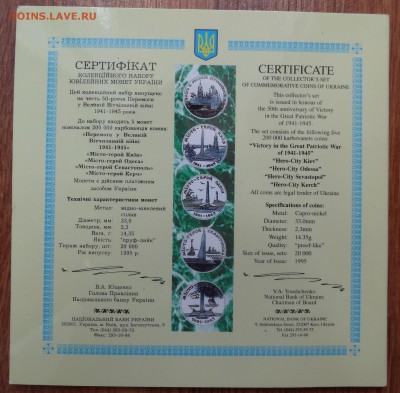 COINS.LAVE.RU
СЕРТИФІКАТ
КОЛЕКЦІЙНОГО НАБОРУ
ЮВІЛЕЙНИХ МОНЕТ УКРАЇНИ
Цей колекційний набір випущено
на честь 50-річчя Перемоги
у Великій Вітчизняній війні
1941-1945 років
До набору входять 5 монет
номіналом 200 000 карбованців кожна:
«Перемога у Великій
Вітчизняній війні
1941-1945»
«Місто-герой Київ»
«Місто-герой Одеса»
«Місто-герой Севастополь»
«Місто-герой Керч»
Монети є дійсним платіжним
засобом України
Технічні характеристики монет
Метал: мідно-нікелевий
сплав
Діаметр, мм 33,0
Товщина, мм 2,3
Вага, г 14,35
Якість "пруф-лайк"
Тираж набору 20 000
Рік випуску 1995 р.
В.А. Ющенко
Голова Правління
Національного банку України
НАЦІОНАЛЬНИЙ БАНК УКРАЇНИ
CERTIFICATE
OF THE COLLECTOR'S SET
OF COMMEMORATIVE COINS OF UKRAINE
This collector's set
is issued in honour of
the 50th anniversary of Victory
in the Great Patriotic War
of 1941-1945
The set consists of the following five
200 000 karbovanets coins:
"Victory in the Great Patriotic War
of 1941-1945"
"Hero-City Kiev"
"Hero-City Odessa"
"Hero-City Sevastopol"
"Hero-City Kerch"
All coins are legal tender of Ukraine
Specifications of coins:
Metal: Cupro-nickel
Diameter: 33.0mm
Thickness: 2.3mm
Weight: 14.35g
Quality: "proof-like"
Size of issue, sets 20 000
Year of Issue: 1995
V.A. Yuschenko
National Bank of Ukraine
Chairman of Board
NATIONAL BANK OF UKRAINE